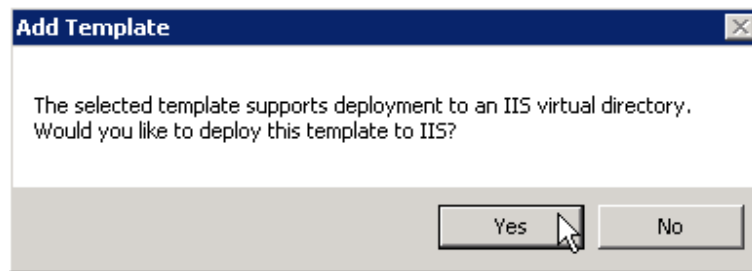 Add Template
The selected template supports deployment to an IIS virtual directory.
Would you like to deploy this template to IIS?
Yes
No